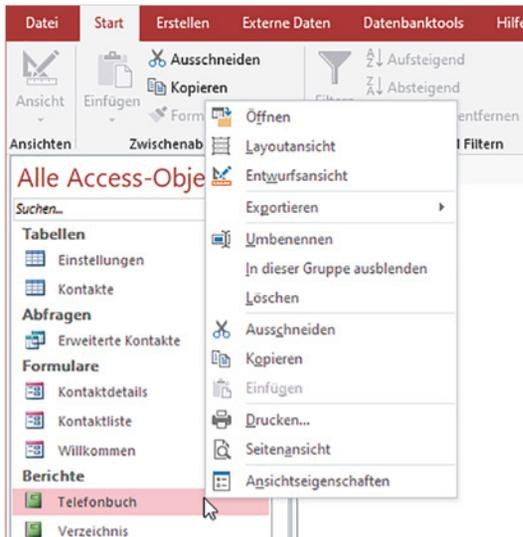 Datei Start Erstellen Externe Daten Datenbanktools
Ausschneiden
Kopieren
Ansicht
Einfügen
Aufsteigend
Absteigend
Ansichten
Alle
Suchen...
Tabellen
Einstellungen
Kontakte
Abfragen
Erweiterte Kontakte
Formulare
Kontaktdetails
Kontaktliste
Willkommen
Berichte
Telefonbuch
Verzeichnis
Öffnen
Layoutansicht
Entwurfsansicht
Exportieren
Umbenennen
In dieser Gruppe ausblenden
Löschen
Ausschneiden
Kopieren
Einfügen
Drucken...
Seitenansicht
Ansichtseigenschaften
entfernen
Filtern